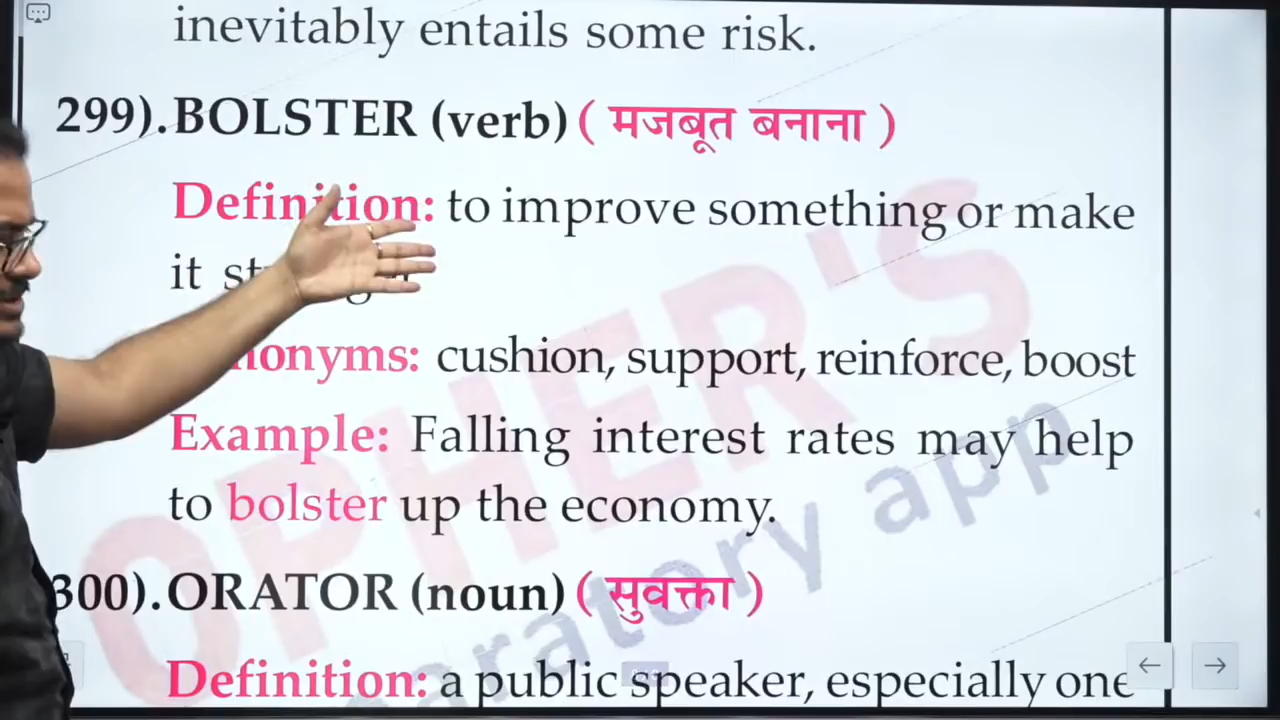 inevitably entails some risk.
299).BOLSTER (verb) ( मजबूत बनाना )
Definition: to improve something or make
it
cushion, support, reinforce, boost
Example: Falling interest rates may help
to bolster up the economy.
300).ORATOR (noun) ( सुवक्ता )
Definition: a public speaker, especially one
OPHER'S
app